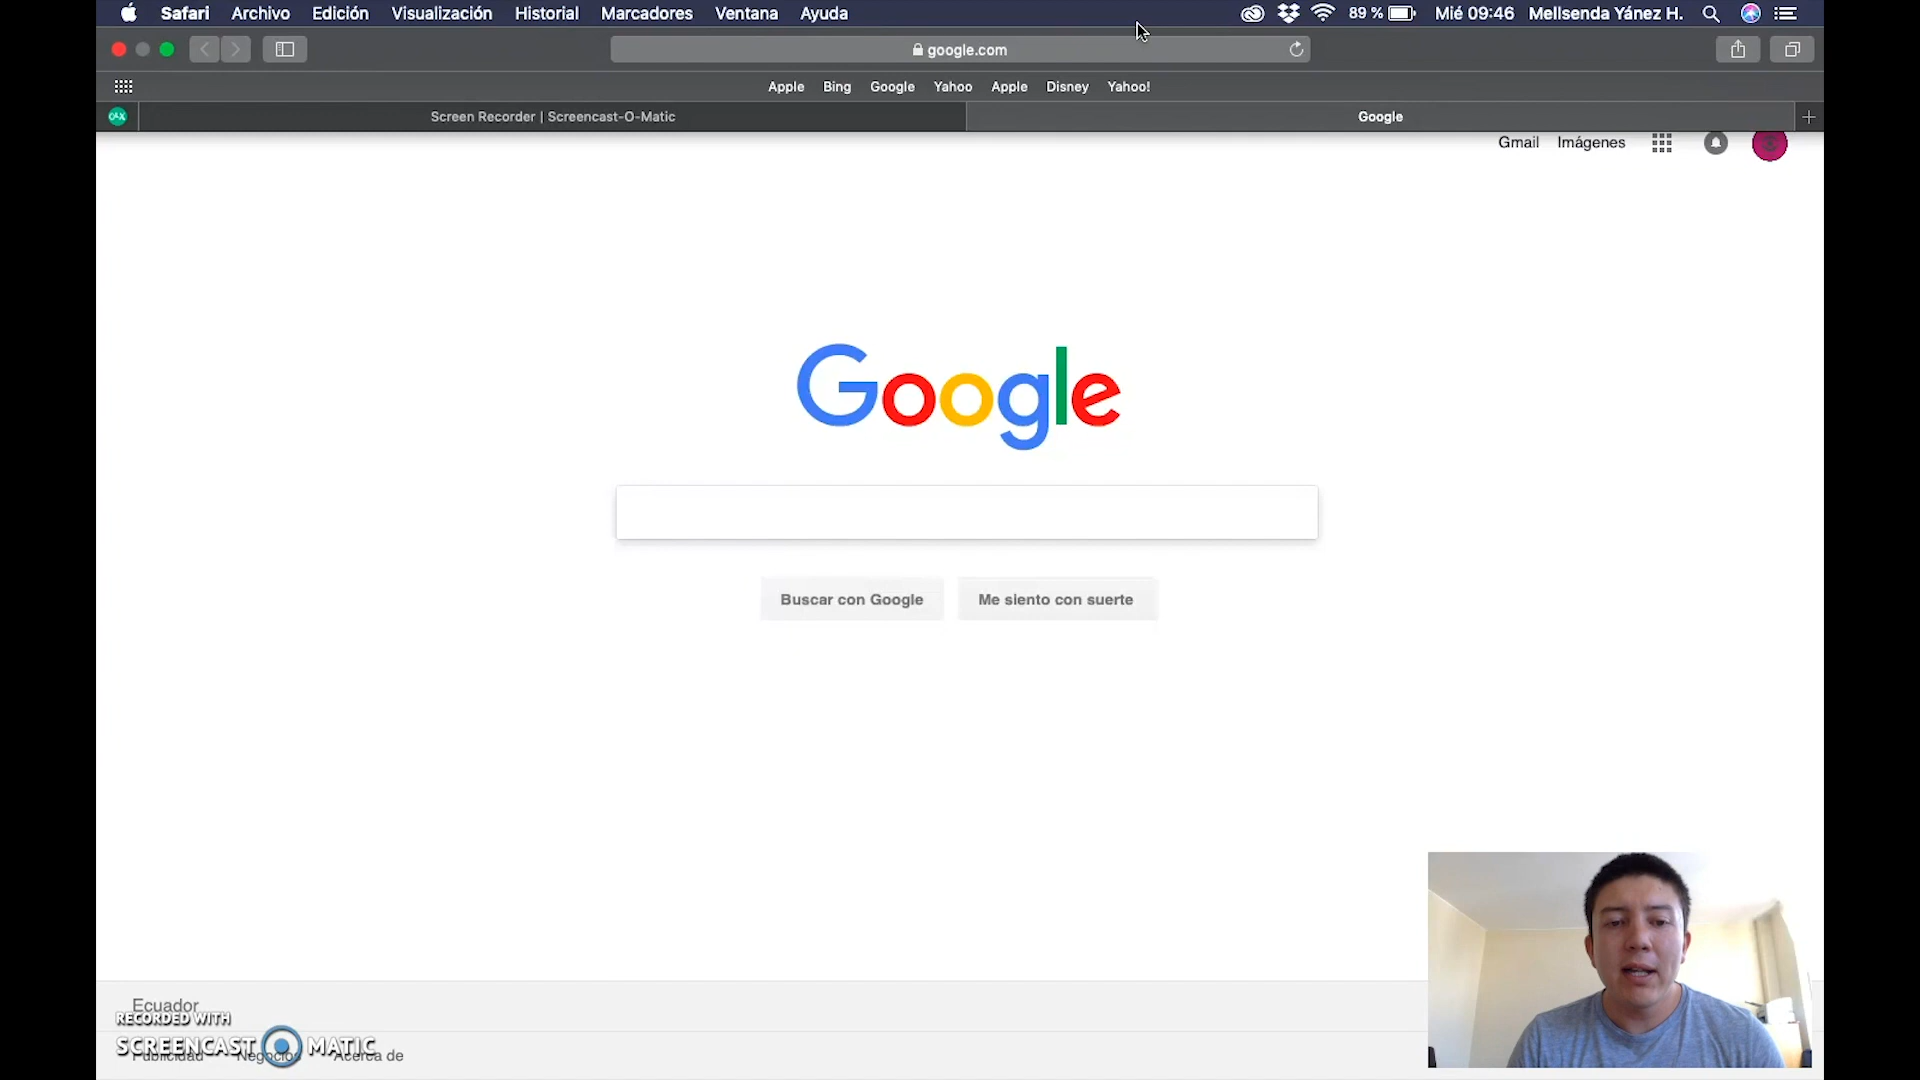 Safari Archivo Edición Visualización Historial Marcadores Ventana Ayuda 89 % Mié 09:46 Melisenda Yánez H.
google.com
Apple Bing Google Yahoo Apple Disney Yahoo!
Screen Recorder | Screencast-O-Matic Google
Gmail Imágenes
Google
Buscar con Google Me siento con suerte
Ecuador
RECORDED WITH
SCREENCAST MATIC
Publicidad Negocios Acerca de